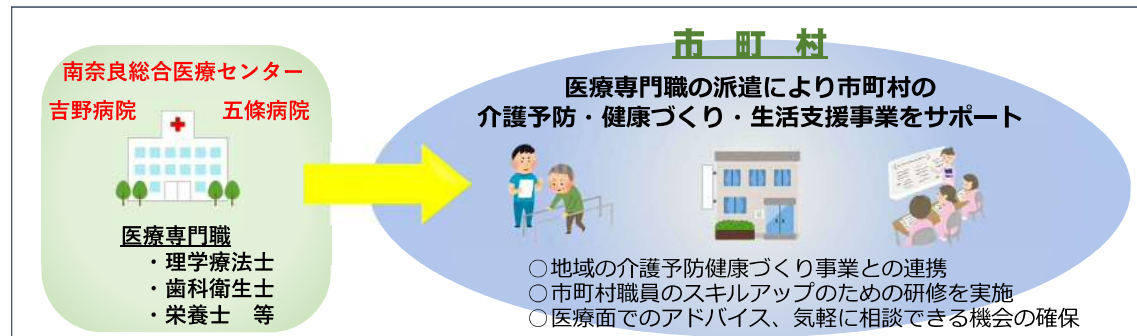 南奈良総合医療センター
吉野病院　五條病院
医療専門職
・理学療法士
・歯科衛生士
・栄養士　等
市　町　村
医療専門職の派遣により市町村の
介護予防・健康づくり・生活支援事業をサポート
○地域の介護予防健康づくり事業との連携
○市町村職員のスキルアップのための研修を実施
○医療面でのアドバイス、気軽に相談できる機会の確保